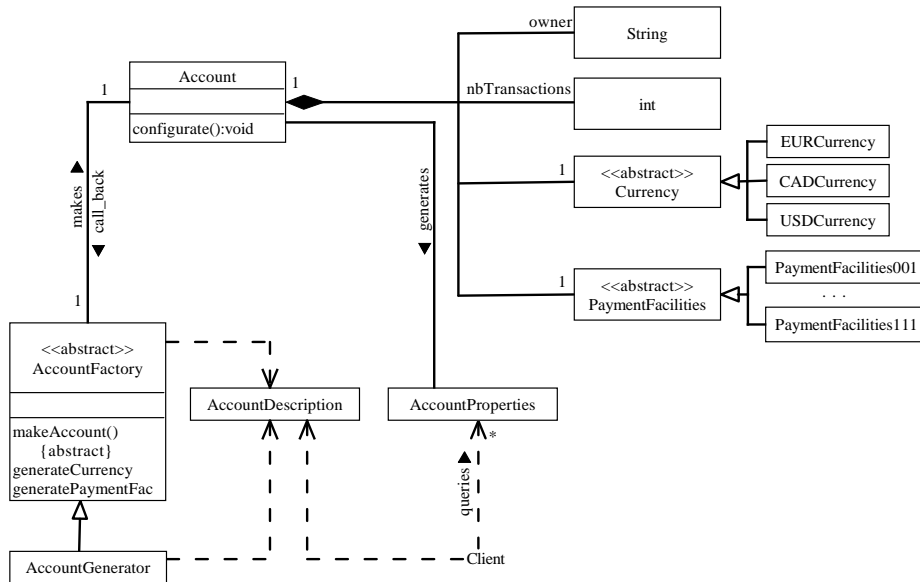 owner
String
Account
1
1
nbTransactions
int
configurate():void
makes
call_back
generates
1
<<abstract>>
Currency
EURCurrency
CADCurrency
USDCurrency
1
<<abstract>>
PaymentFacilities
PaymentFacilities001
. . .
PaymentFacilities111
1
<<abstract>>
AccountFactory
makeAccount()
{abstract}
generateCurrency
generatePaymentFac
AccountDescription
AccountProperties
*
queries
Client
AccountGenerator